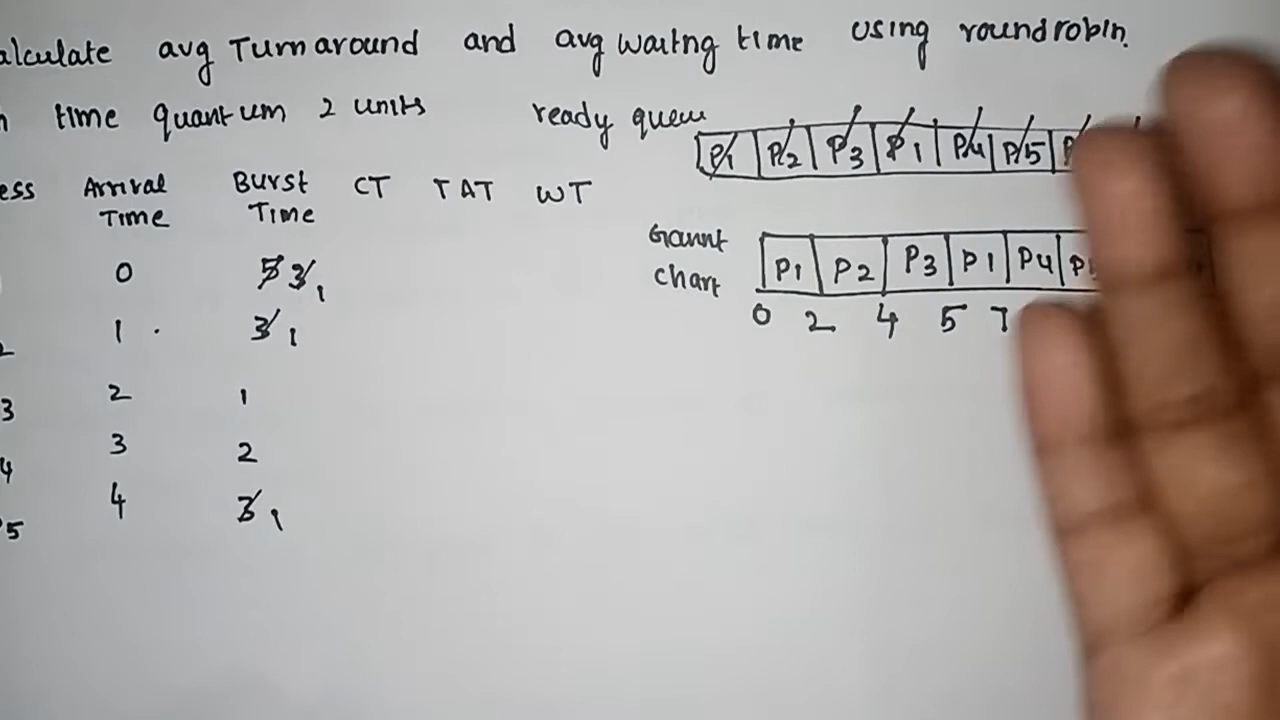 alculate avg Turnaround and avg waitng time using roundrobin.
n time quantum 2 units ready queue
P1 P2 P3 P1 P4 P5 P
ess Arrival Time Burst Time CT TAT WT
0 5 3 1
2 1 3 1
3 2 1
4 3 2
P5 4 3 1
Gannt chart
P1 P2 P3 P1 P4 P5
0 2 4 5 7